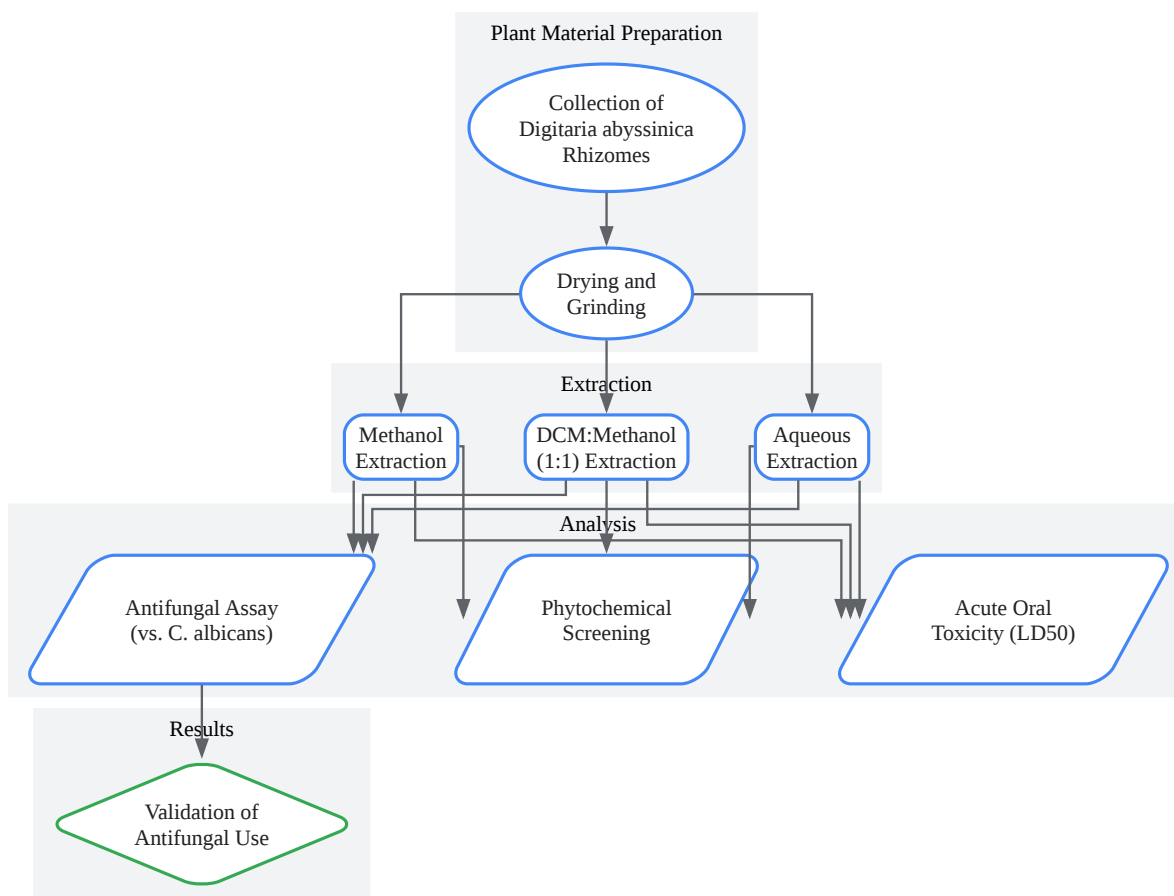 Plant Material Preparation
Collection of
Digitaria abyssinica
Rhizomes
Drying and
Grinding
Extraction
Methanol
Extraction
DCM:Methanol
(1:1) Extraction
Aqueous
Extraction
Analysis
Antifungal Assay
(vs. C. albicans)
Phytochemical
Screening
Acute Oral
Toxicity (LD50)
Results
Validation of
Antifungal Use